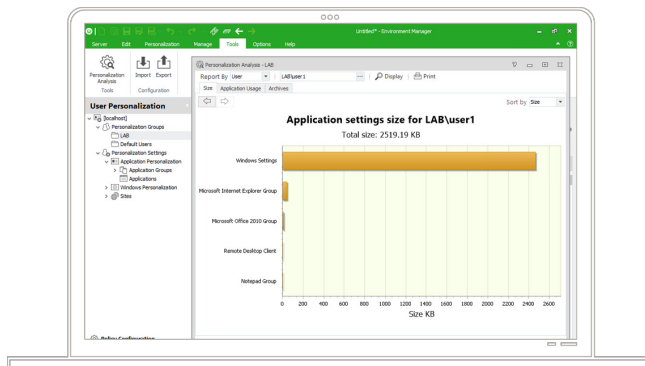 Untitled* - Environment Manager
Server Edit Personalization Manage Tools Options Help
Personalization Analysis
Import Export
Tools Configuration
User Personalization
[localhost]
Personalization Groups
LAB
Default Users
Personalization Settings
Application Personalization
Application Groups
Applications
Windows Personalization
Sites
Policy Configuration
Personalization Analysis - LAB
Report By User LAB\user1 ... Display Print
Size Application Usage Archives
Sort by Size
Application settings size for LAB\user1
Total size: 2519.19 KB
Windows Settings
Microsoft Internet Explorer Group
Microsoft Office 2010 Group
Remote Desktop Client
Notepad Group
0 200 400 600 800 1000 1200 1400 1600 1800 2000 2200 2400 2600
Size KB